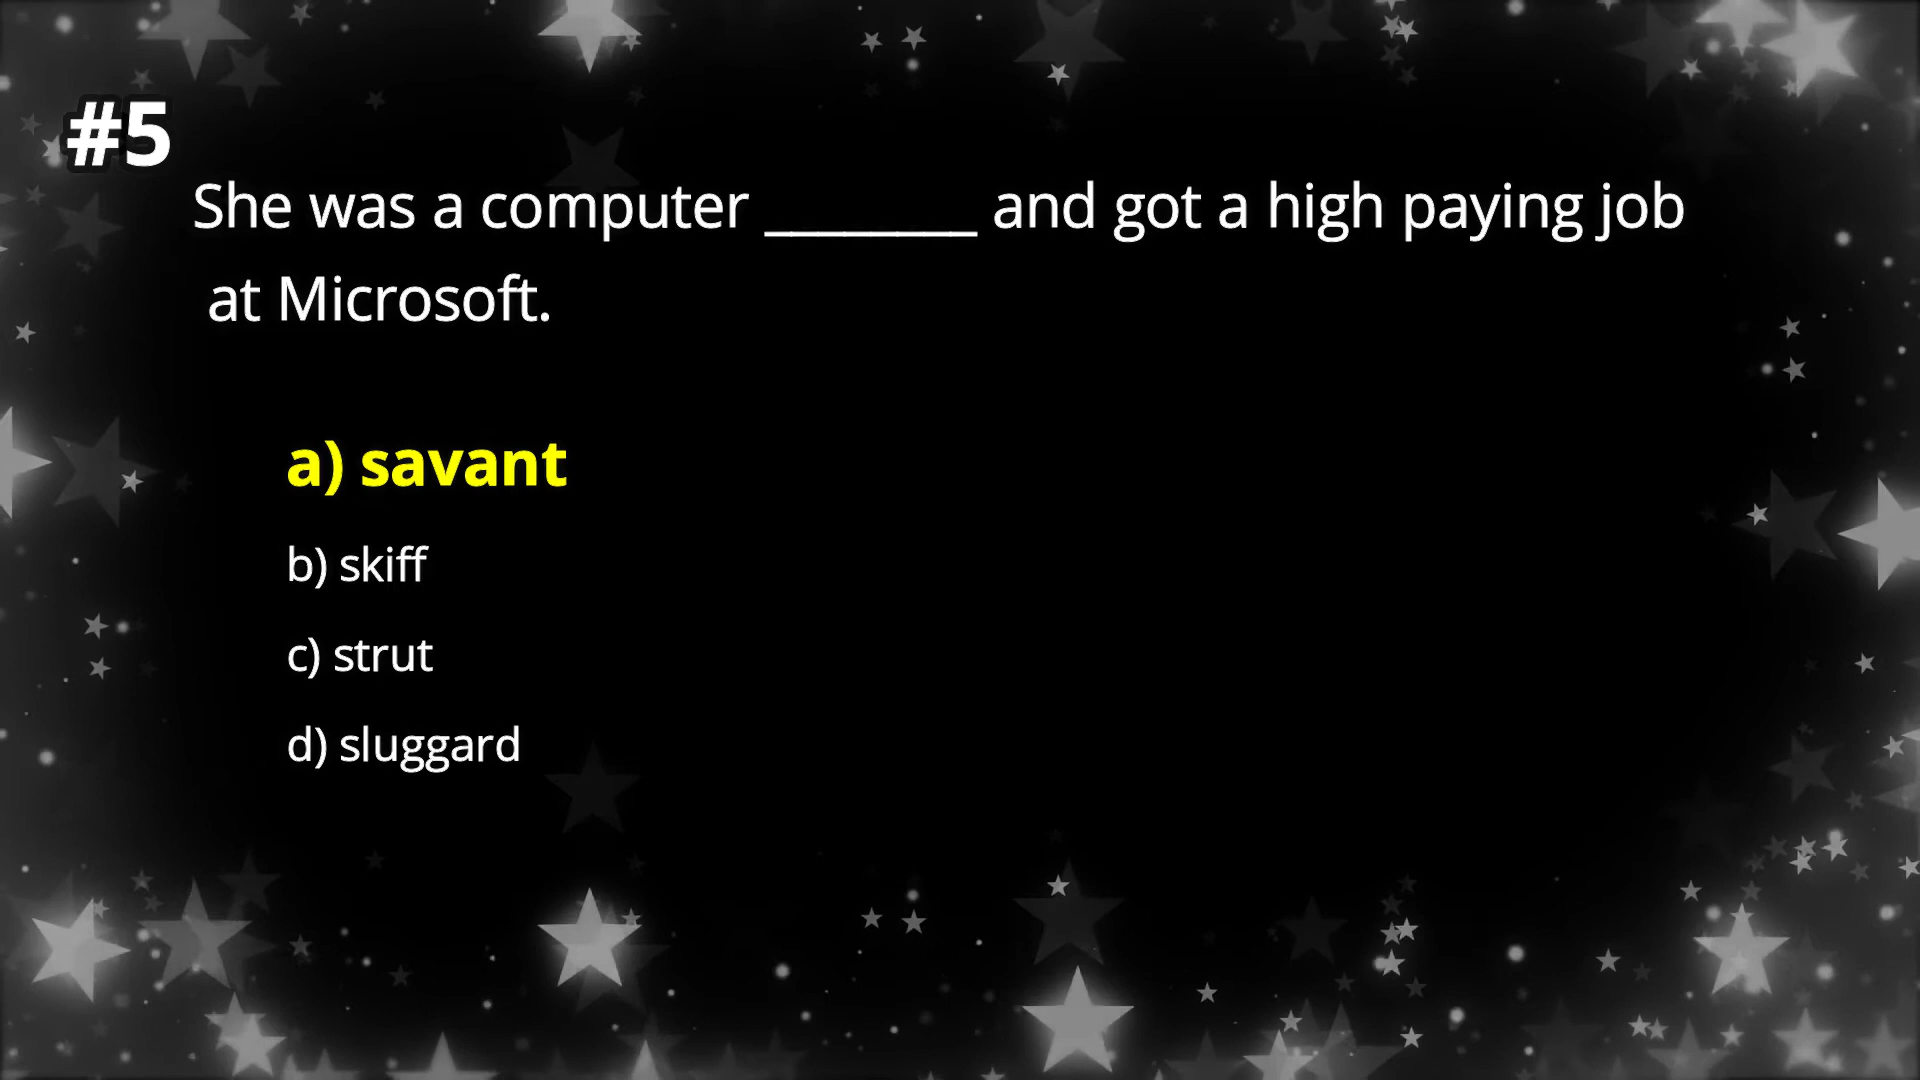 #5
She was a computer ________ and got a high paying job
at Microsoft.
a) savant
b) skiff
c) strut
d) sluggard